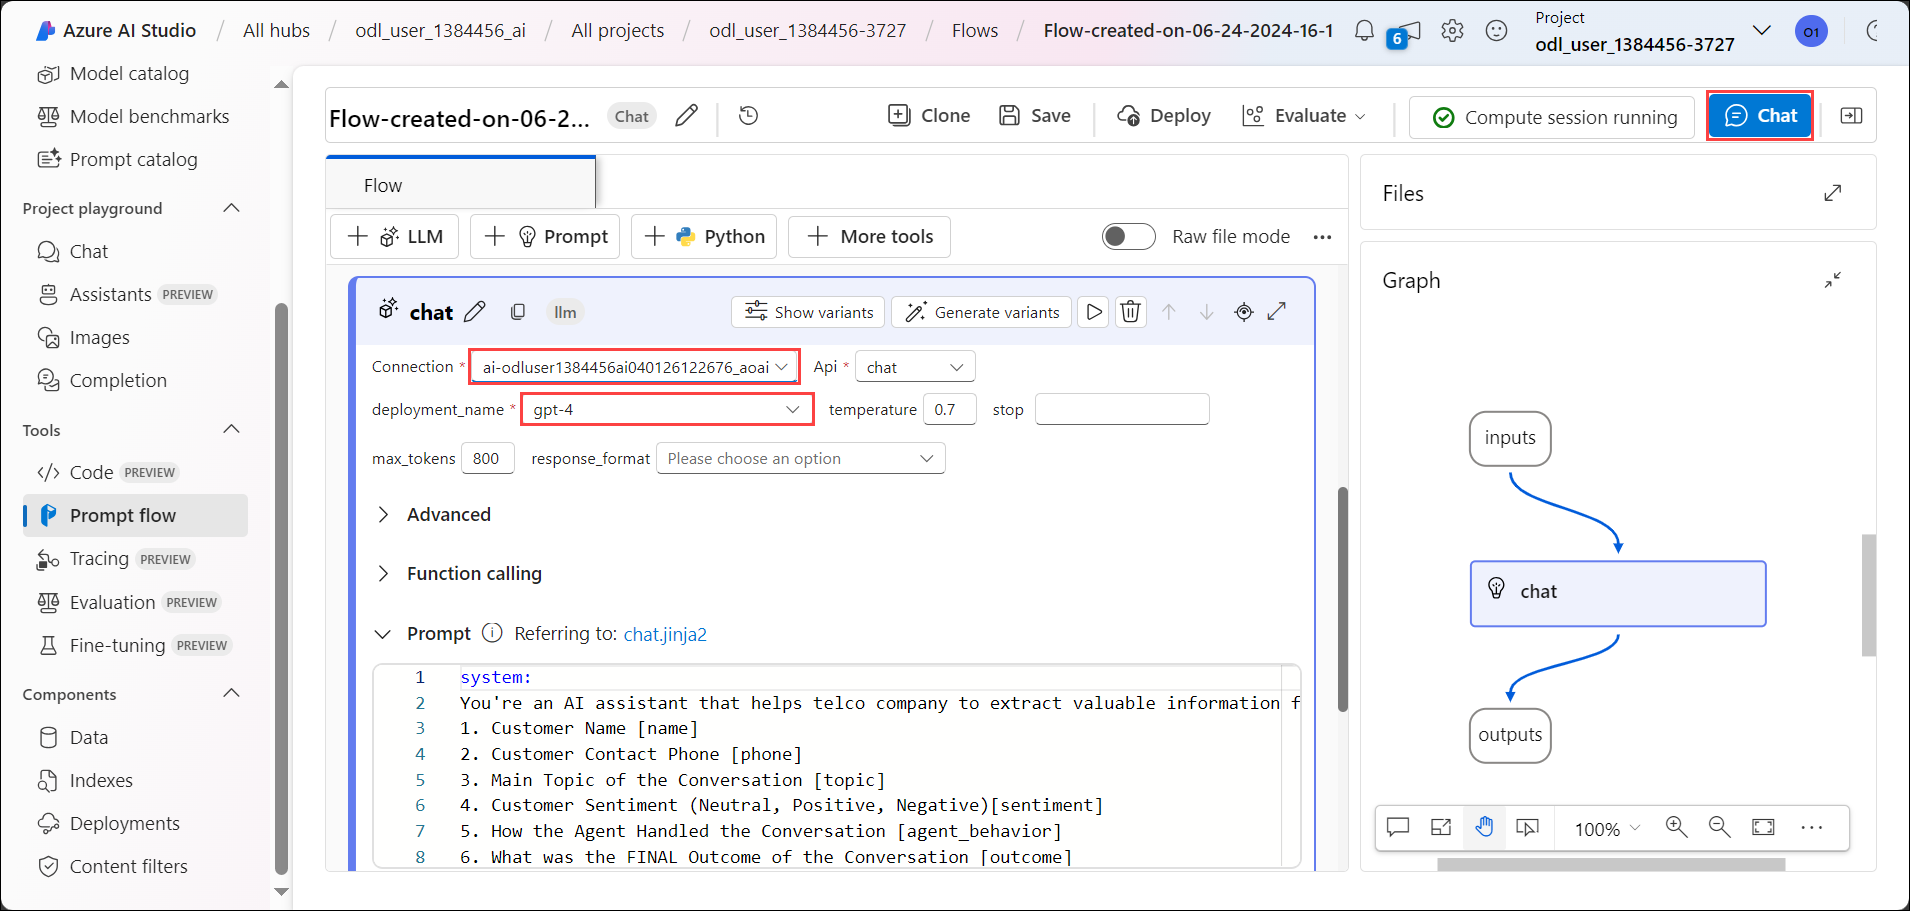 Azure AI Studio / All hubs / odl_user_1384456_ai / All projects / odl_user_1384456-3727 / Flows / Flow-created-on-06-24-2024-16-1
6
Project
odl_user_1384456-3727
O1
Model catalog
Model benchmarks
Prompt catalog
Project playground
Chat
Assistants PREVIEW
Images
Completion
Tools
Code PREVIEW
Prompt flow
Tracing PREVIEW
Evaluation PREVIEW
Fine-tuning PREVIEW
Components
Data
Indexes
Deployments
Content filters
Flow-created-on-06-2... Chat
Clone Save Deploy Evaluate Compute session running Chat
Flow
LLM Prompt Python More tools Raw file mode
chat llm Show variants Generate variants
Connection * ai-odluser1384456ai040126122676_aoai Api * chat
deployment_name * gpt-4 temperature 0.7 stop
max_tokens 800 response_format Please choose an option
Advanced
Function calling
Prompt Referring to: chat.jinja2
1 system:
2 You're an AI assistant that helps telco company to extract valuable information f
3 1. Customer Name [name]
4 2. Customer Contact Phone [phone]
5 3. Main Topic of the Conversation [topic]
6 4. Customer Sentiment (Neutral, Positive, Negative)[sentiment]
7 5. How the Agent Handled the Conversation [agent_behavior]
8 6. What was the FINAL Outcome of the Conversation [outcome]
Files
Graph
inputs
chat
outputs
100%